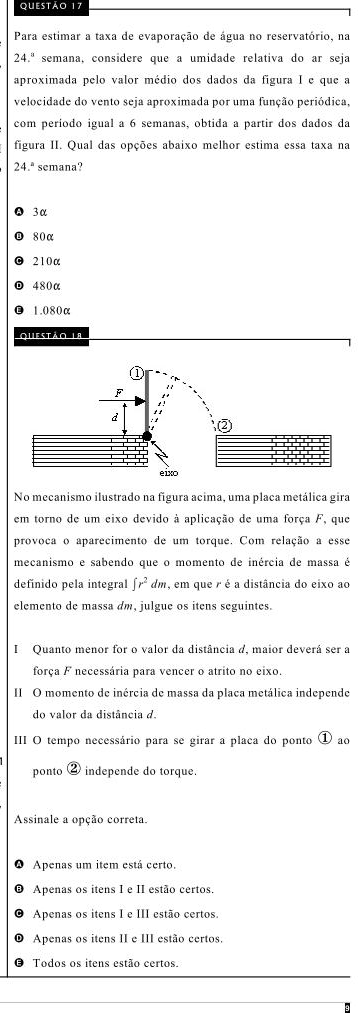 QUESTÃO 17
Para estimar a taxa de evaporação de água no reservatório, na
24.ª semana, considere que a umidade relativa do ar seja
aproximada pelo valor médio dos dados da figura I e que a
velocidade do vento seja aproximada por uma função periódica,
com período igual a 6 semanas, obtida a partir dos dados da
figura II. Qual das opções abaixo melhor estima essa taxa na
24.ª semana?
A 3α
B 80α
C 210α
D 480α
E 1.080α
QUESTÃO 18
①
F
d
②
eixo
No mecanismo ilustrado na figura acima, uma placa metálica gira
em torno de um eixo devido à aplicação de uma força F, que
provoca o aparecimento de um torque. Com relação a esse
mecanismo e sabendo que o momento de inércia de massa é
definido pela integral ∫r² dm, em que r é a distância do eixo ao
elemento de massa dm, julgue os itens seguintes.
I Quanto menor for o valor da distância d, maior deverá ser a
força F necessária para vencer o atrito no eixo.
II O momento de inércia de massa da placa metálica independe
do valor da distância d.
III O tempo necessário para se girar a placa do ponto ① ao
ponto ② independe do torque.
Assinale a opção correta.
A Apenas um item está certo.
B Apenas os itens I e II estão certos.
C Apenas os itens I e III estão certos.
D Apenas os itens II e III estão certos.
E Todos os itens estão certos.
9